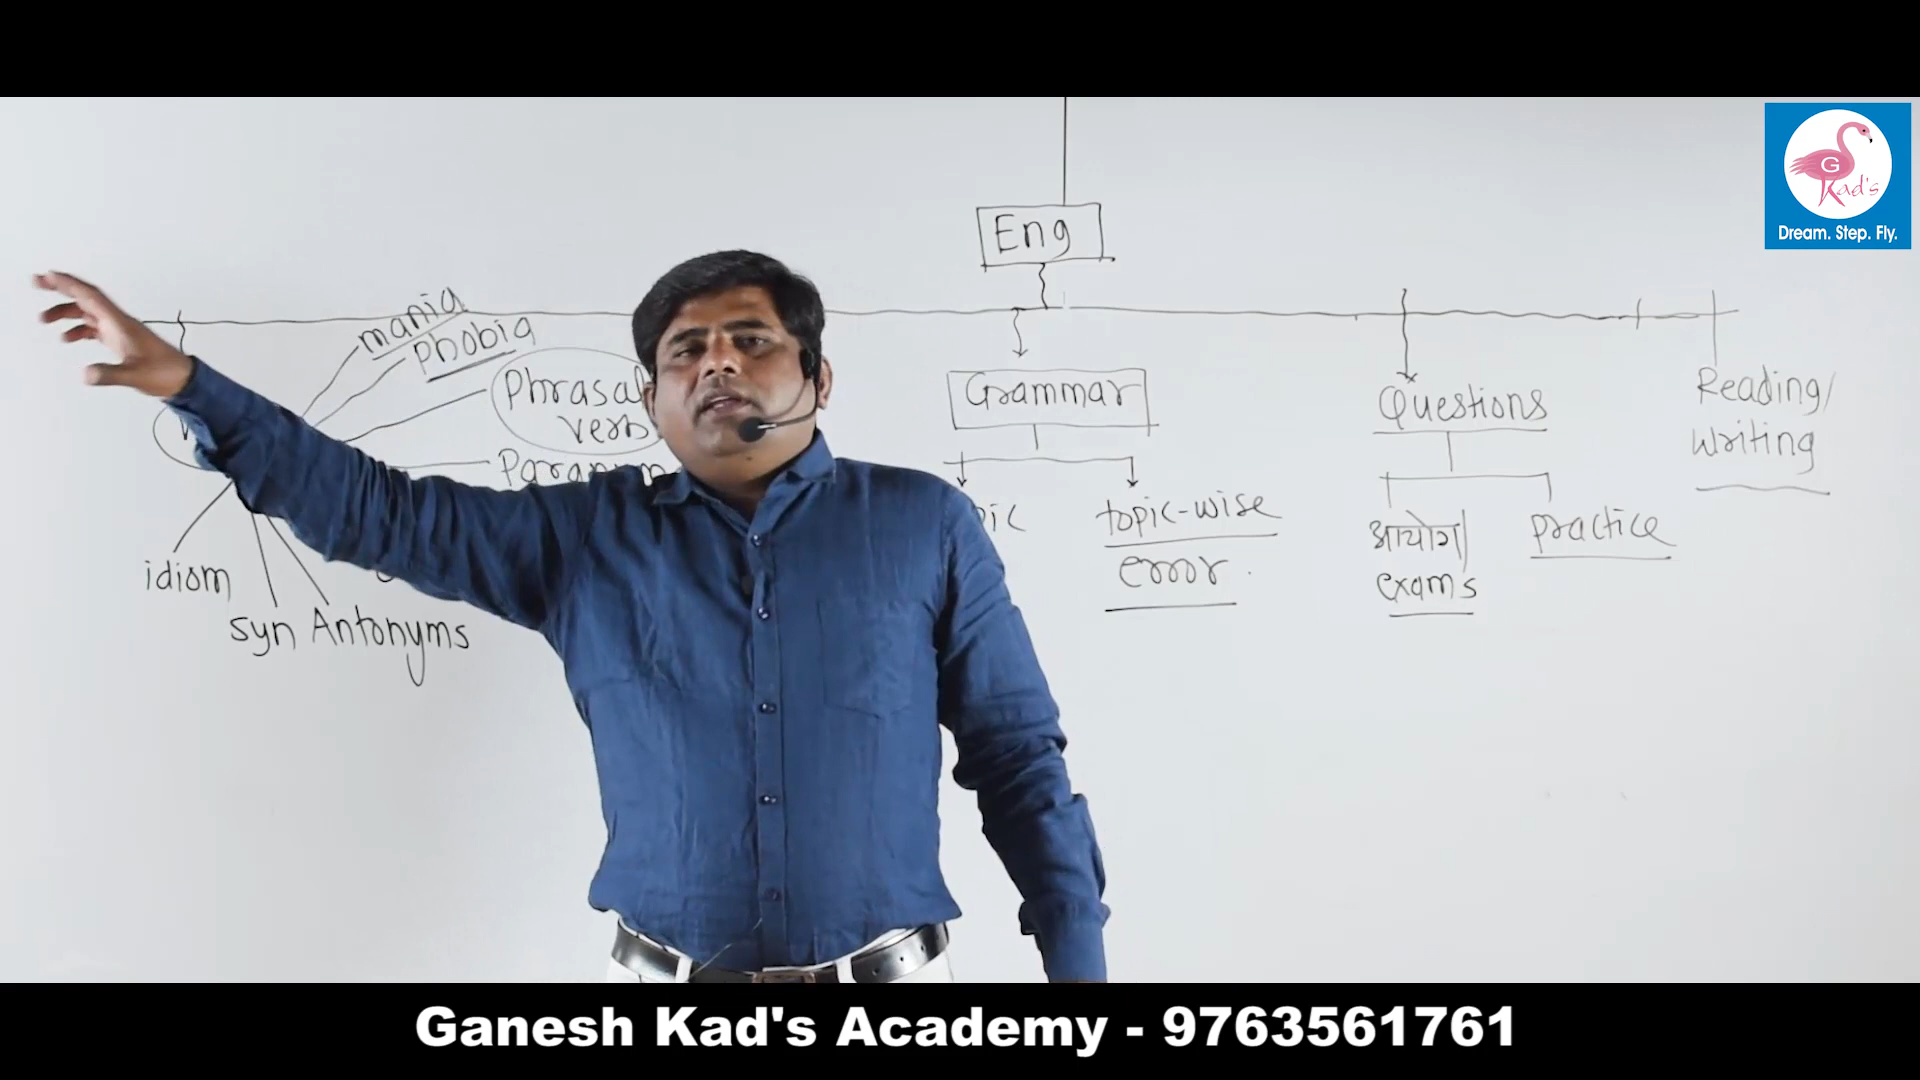 G
Kad's
Dream. Step. Fly.
Eng
mania
phobia
Phrasal
verb
Grammar
Questions
Reading/
writing
idiom
syn Antonyms
topic-wise
error.
आयोग/
exams
practice
Ganesh Kad's Academy - 9763561761